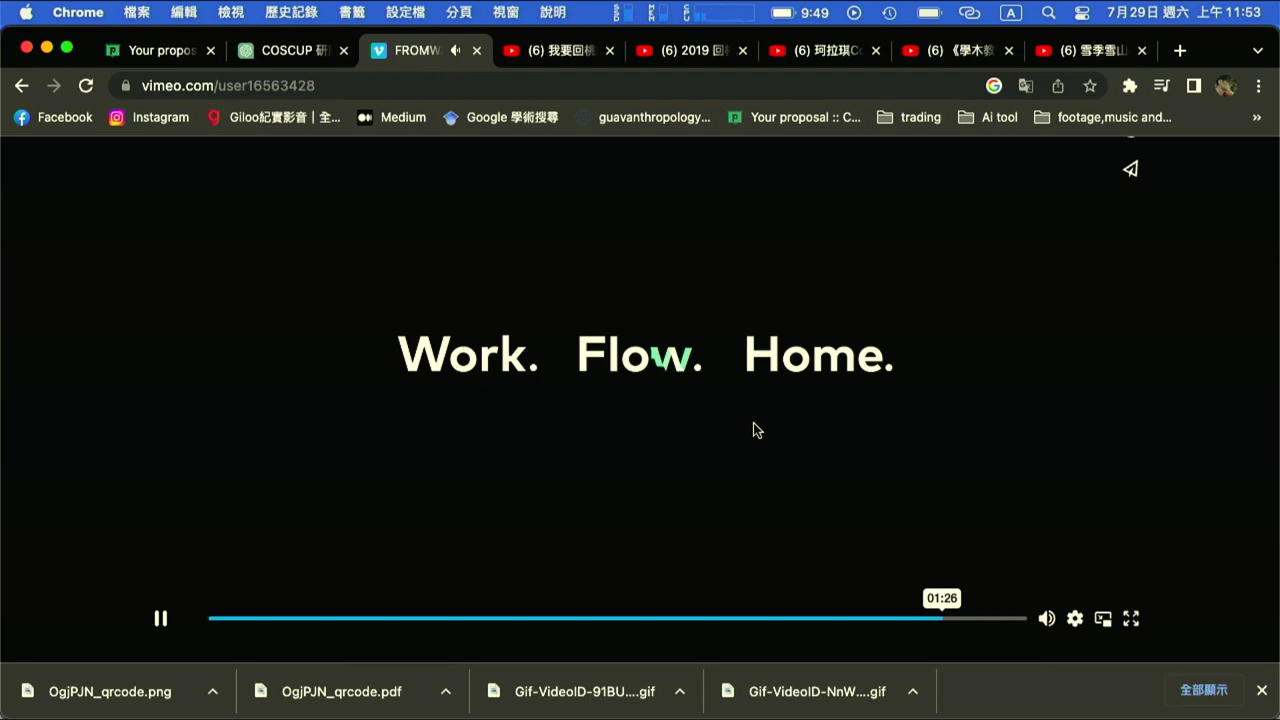 Chrome 檔案 編輯 檢視 歷史記錄 書籤 設定檔 分頁 視窗 說明 9:49 A 7月29日 週六 上午 11:53
Your propos COSCUP 研 FROMW (6) 我要回桃 (6) 2019 回 (6) 珂拉琪C (6) 《學木教 (6) 雪季雪山
vimeo.com/user16563428
Facebook Instagram Giloo紀實影音｜全... Medium Google 學術搜尋 guavanthropology... Your proposal :: C... trading Ai tool footage,music and... »
Work. Flow. Home.
01:26
OgjPJN_qrcode.png OgjPJN_qrcode.pdf Gif-VideoID-91BU....gif Gif-VideoID-NnW....gif 全部顯示